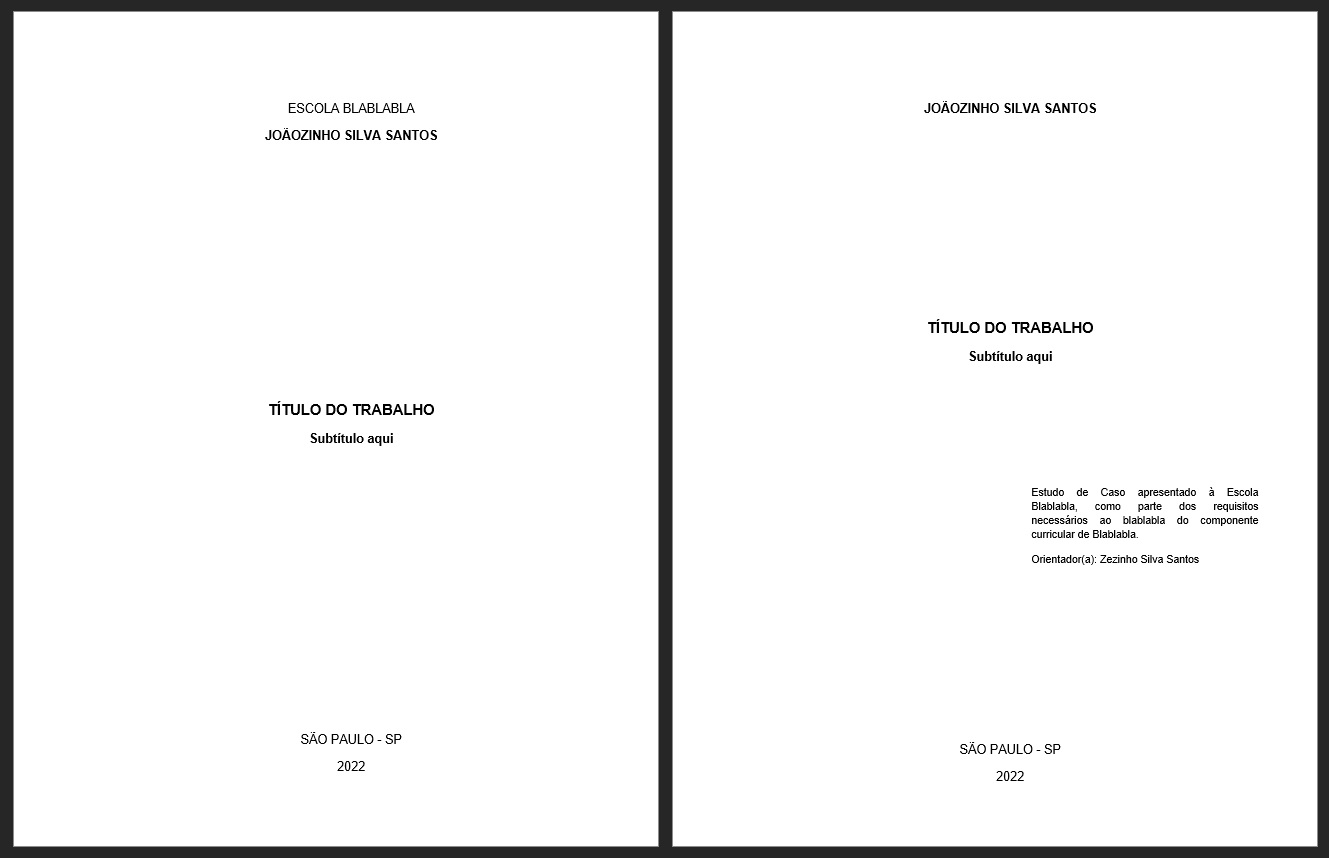 ESCOLA BLABLABLA
JOÃOZINHO SILVA SANTOS
TÍTULO DO TRABALHO
Subtítulo aqui
SÃO PAULO - SP
2022
JOÃOZINHO SILVA SANTOS
TÍTULO DO TRABALHO
Subtítulo aqui
Estudo de Caso apresentado à Escola
Blablabla, como parte dos requisitos
necessários ao blablabla do componente
curricular de Blablabla.
Orientador(a): Zezinho Silva Santos
SÃO PAULO - SP
2022